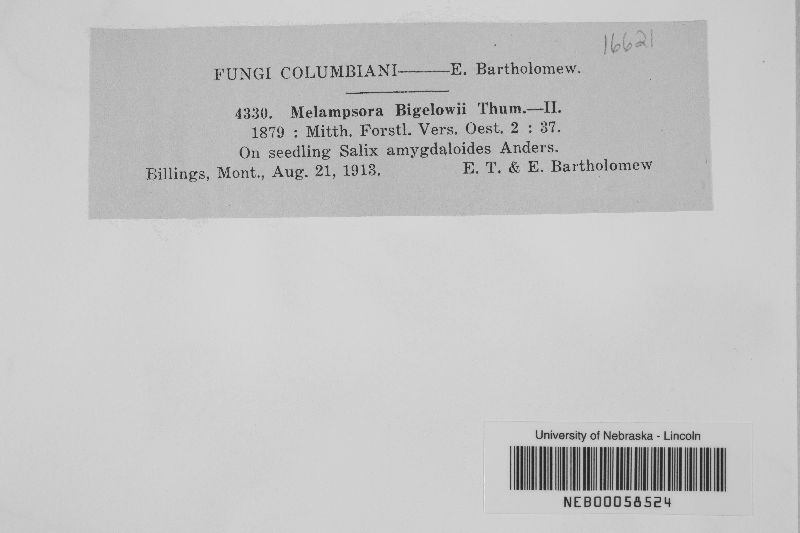 16621
FUNGI COLUMBIANI———E. Bartholomew.
4330. Melampsora Bigelowii Thum.—II.
1879 : Mitth. Forstl. Vers. Oest. 2 : 37.
On seedling Salix amygdaloides Anders.
Billings, Mont., Aug. 21, 1913. E. T. & E. Bartholomew
University of Nebraska - Lincoln
NEB00058524